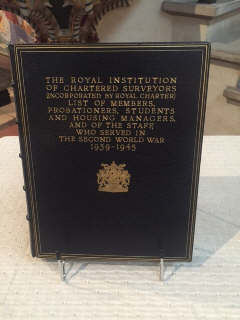 THE ROYAL INSTITUTION
OF CHARTERED SURVEYORS
(INCORPORATED BY ROYAL CHARTER)
LIST OF MEMBERS,
PROBATIONERS, STUDENTS
AND HOUSING MANAGERS,
AND OF THE STAFF,
WHO SERVED IN
THE SECOND WORLD WAR
1939-1945